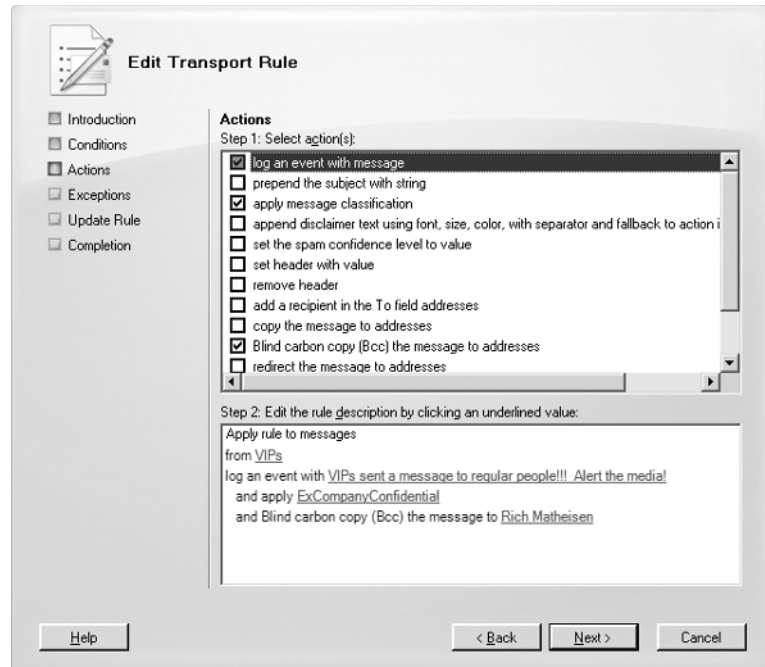 Edit Transport Rule
Introduction
Conditions
Actions
Exceptions
Update Rule
Completion
Actions
Step 1: Select action(s):
log an event with message
prepend the subject with string
apply message classification
append disclaimer text using font, size, color, with separator and fallback to action i
set the spam confidence level to value
set header with value
remove header
add a recipient in the To field addresses
copy the message to addresses
Blind carbon copy (Bcc) the message to addresses
redirect the message to addresses
Step 2: Edit the rule description by clicking an underlined value:
Apply rule to messages
from VIPs
log an event with VIPs sent a message to regular people!!! Alert the media!
and apply ExCompanyConfidential
and Blind carbon copy (Bcc) the message to Rich Matheisen
Help
< Back
Next >
Cancel